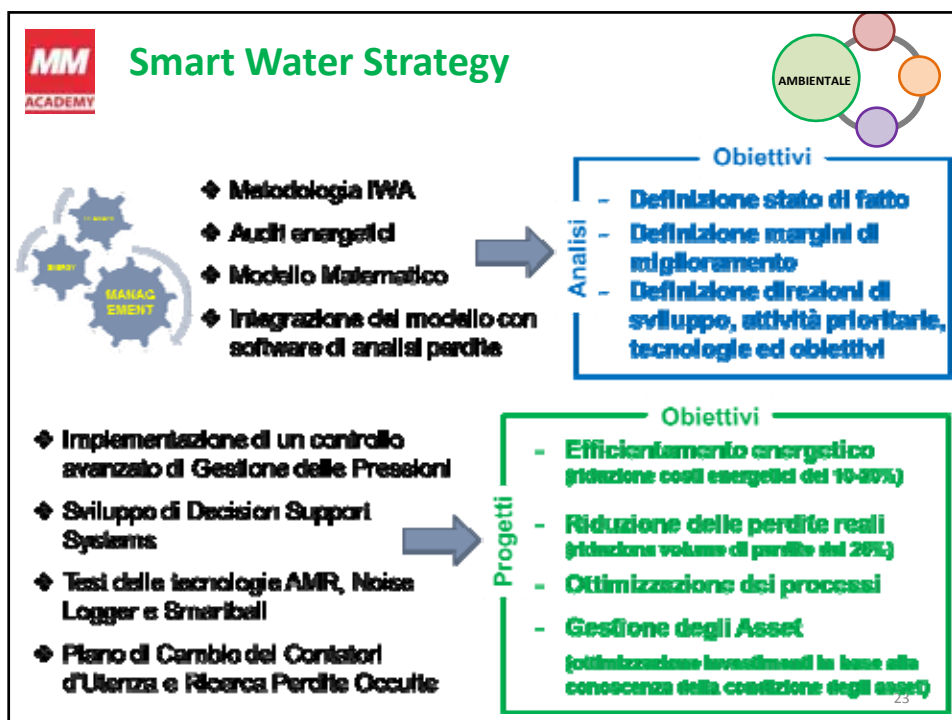 MM
ACADEMY
Smart Water Strategy
AMBIENTALE
ENERGY
MANAG
EMENT
❖ Metodologia IWA
❖ Audit energetici
❖ Modello Matematico
❖ Integrazione del modello con
software di analisi perdite
Analisi
Obiettivi
- Definizione stato di fatto
- Definizione margini di
miglioramento
- Definizione direzioni di
sviluppo, attività prioritarie,
tecnologie ed obiettivi
❖ Implementazione di un controllo
avanzato di Gestione delle Pressioni
❖ Sviluppo di Decision Support
Systems
❖ Test delle tecnologie AMR, Noise
Logger e Smartball
❖ Piano di Cambio dei Contatori
d'Utenza e Ricerca Perdite Occulte
Progetti
Obiettivi
- Efficientamento energetico
(riduzione costi energetici del 10-20%)
- Riduzione delle perdite reali
(riduzione volume di perdite del 20%)
- Ottimizzazione dei processi
- Gestione degli Asset
(ottimizzazione investimenti in base alla
conoscenza della condizione degli asset)
23